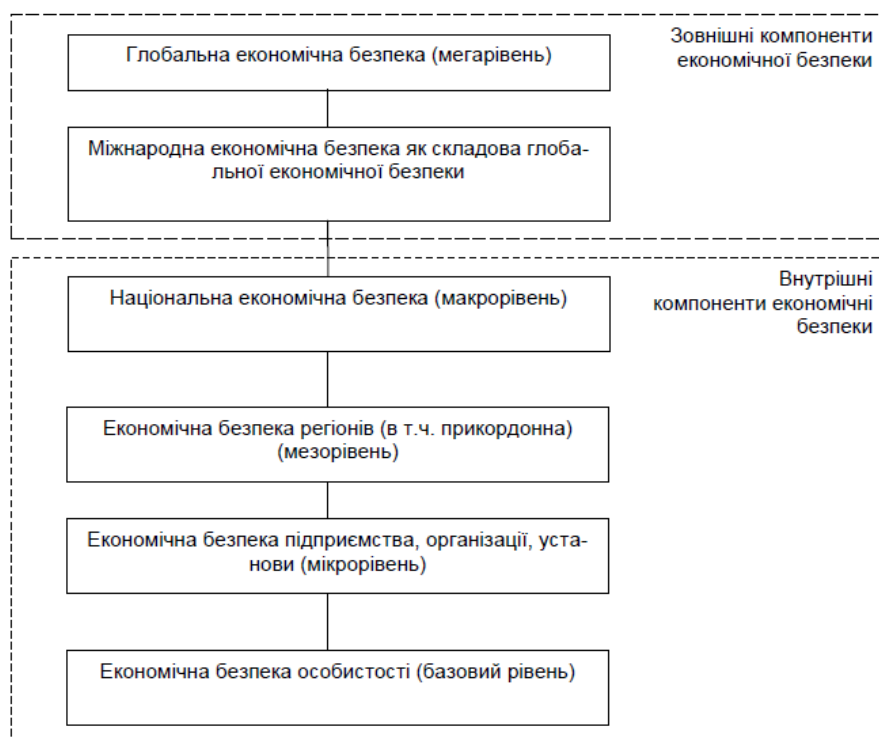 Глобальна економічна безпека (мегарівень)
Зовнішні компоненти
економічної безпеки
Міжнародна економічна безпека як складова глоба-
льної економічної безпеки
Національна економічна безпека (макрорівень)
Внутрішні
компоненти економічні
безпеки
Економічна безпека регіонів (в т.ч. прикордонна)
(мезорівень)
Економічна безпека підприємства, організації, уста-
нови (мікрорівень)
Економічна безпека особистості (базовий рівень)